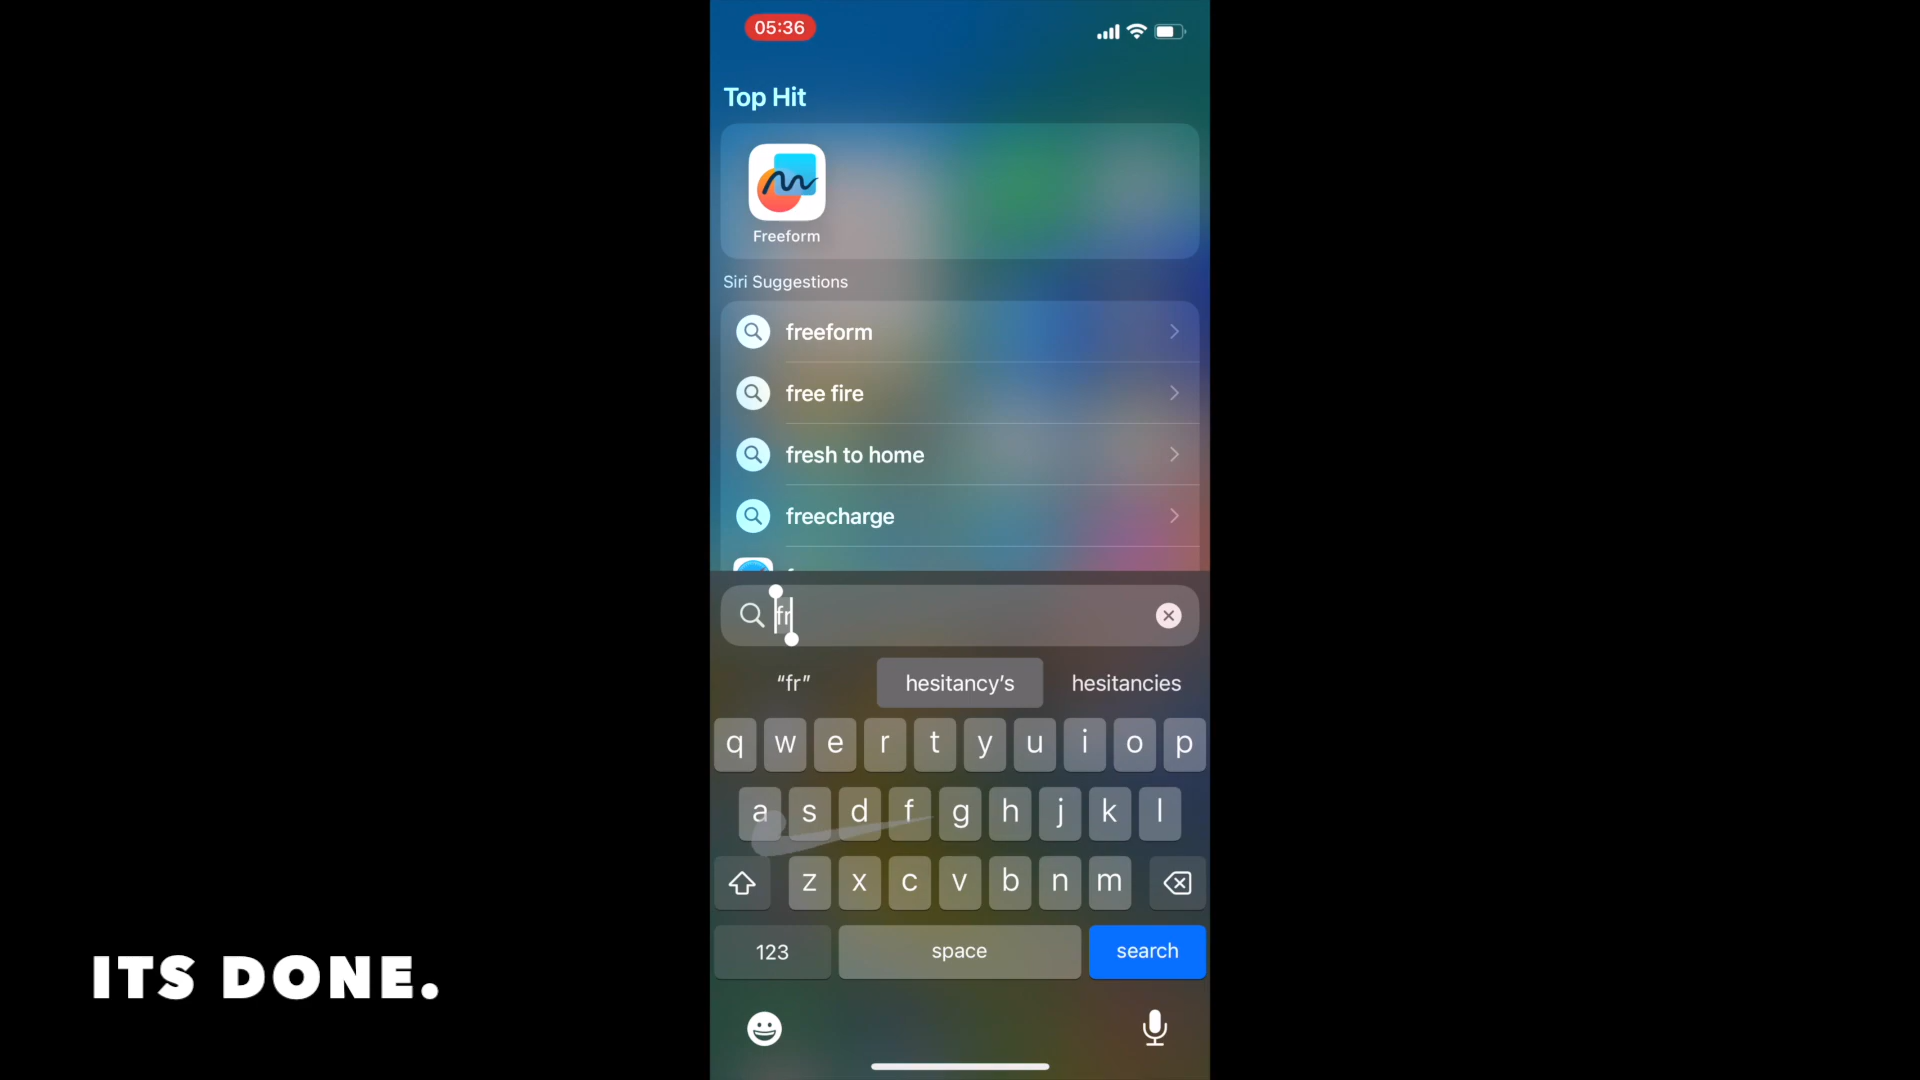 05:36
Top Hit
Freeform
Siri Suggestions
freeform
free fire
fresh to home
freecharge
fr
“fr” hesitancy’s hesitancies
q w e r t y u i o p
a s d f g h j k l
z x c v b n m
123 space search
ITS DONE.